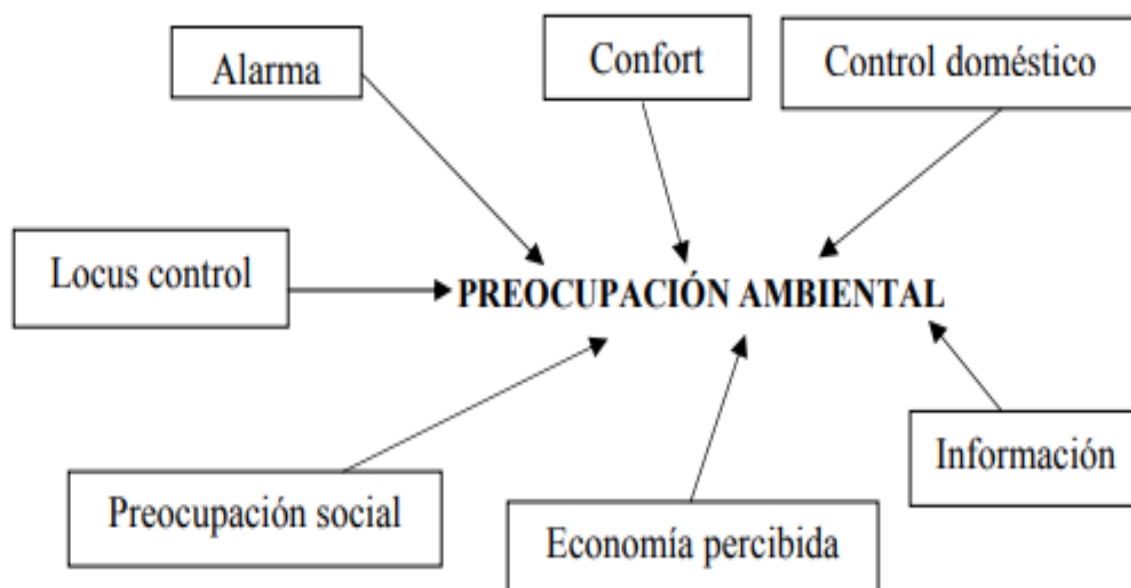 Alarma
Confort
Control doméstico
Locus control
PREOCUPACIÓN AMBIENTAL
Información
Preocupación social
Economía percibida